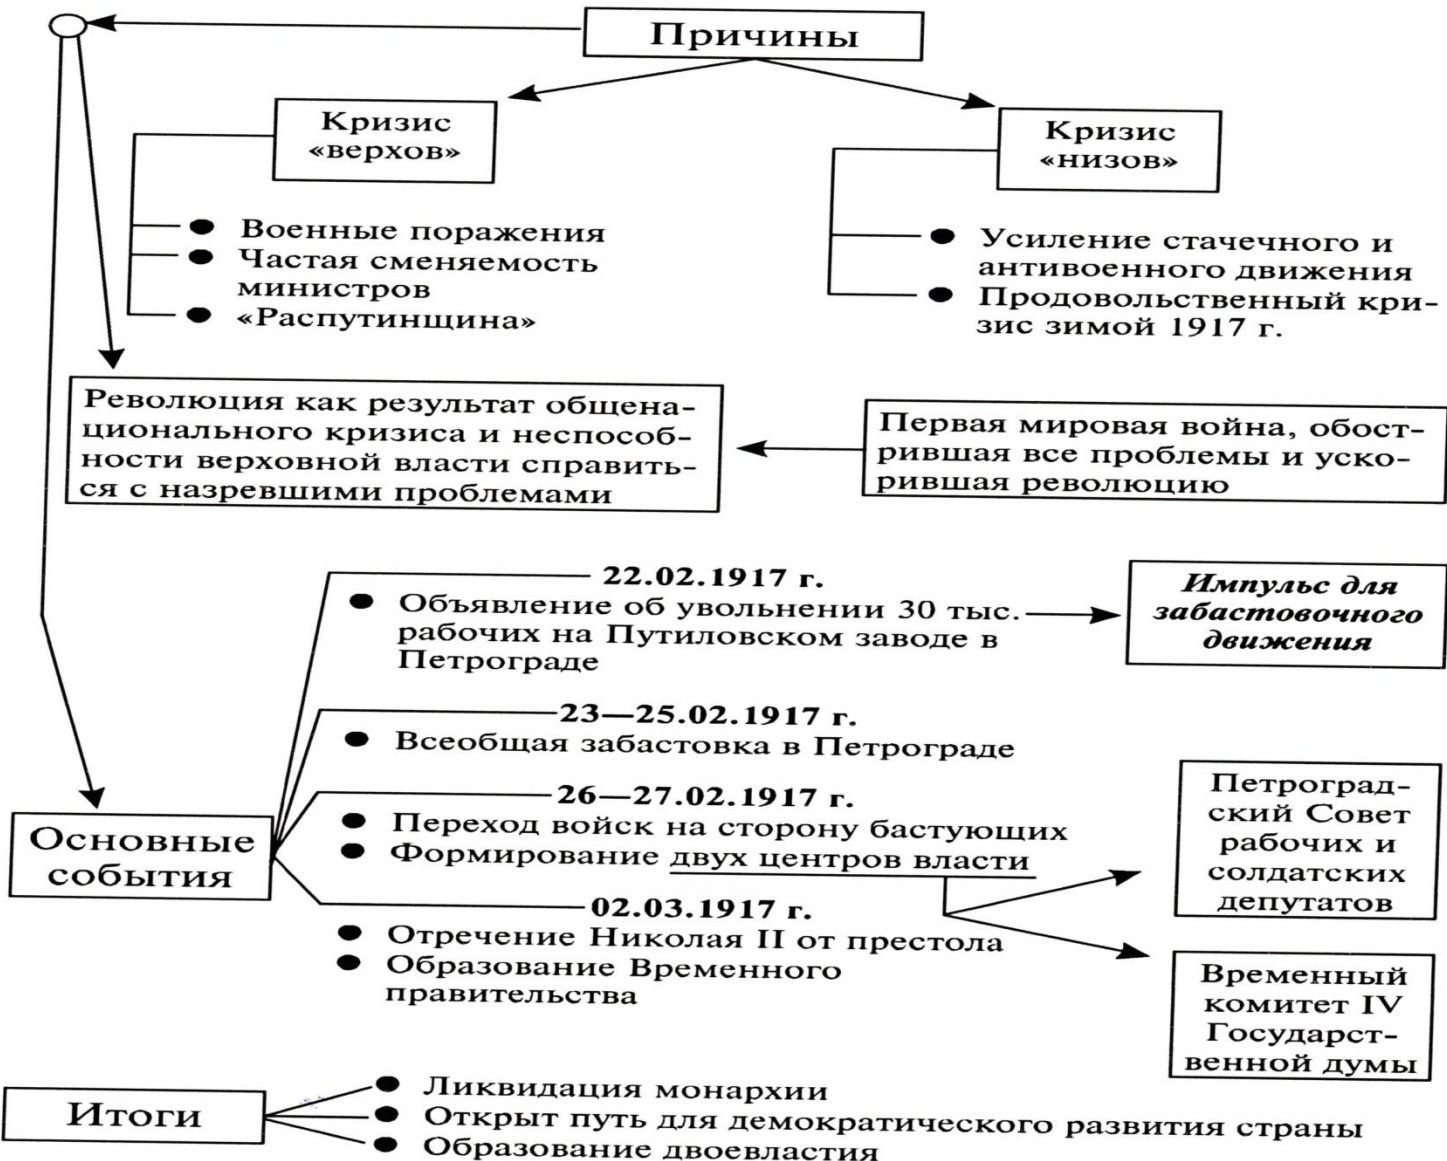 Причины
Кризис
«верхов»
Кризис
«низов»
Военные поражения
Частая сменяемость
министров
«Распутинщина»
Усиление стачечного и
антивоенного движения
Продовольственный кри-
зис зимой 1917 г.
Революция как результат общена-
ционального кризиса и неспособ-
ности верховной власти справить-
ся с назревшими проблемами
Первая мировая война, обост-
рившая все проблемы и уско-
рившая революцию
22.02.1917 г.
Объявление об увольнении 30 тыс.
рабочих на Путиловском заводе в
Петрограде
Импульс для
забастовочного
движения
23—25.02.1917 г.
Всеобщая забастовка в Петрограде
Основные
события
26—27.02.1917 г.
Переход войск на сторону бастующих
Формирование двух центров власти
Петроград-
ский Совет
рабочих и
солдатских
депутатов
02.03.1917 г.
Отречение Николая II от престола
Образование Временного
правительства
Временный
комитет IV
Государст-
венной думы
Итоги
Ликвидация монархии
Открыт путь для демократического развития страны
Образование двоевластия